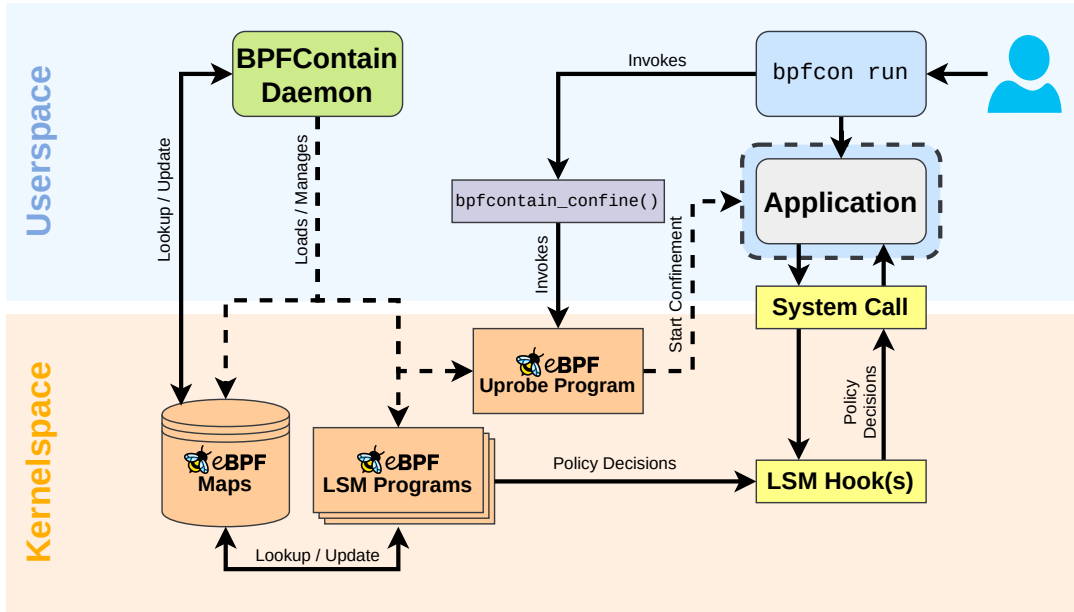 Userspace
BPFContain
Daemon
Invokes
bpfcon run
Lookup / Update
Loads / Manages
bpfcontain_confine()
Application
Invokes
Start Confinement
System Call
Kernelspace
eBPF
Uprobe Program
Policy
Decisions
eBPF
Maps
eBPF
LSM Programs
Policy Decisions
LSM Hook(s)
Lookup / Update